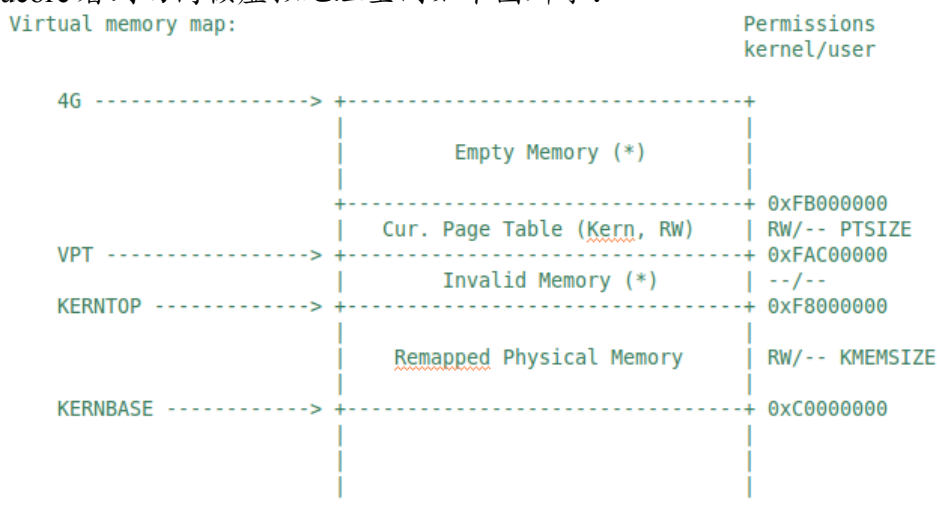 Virtual memory map:                                          Permissions
                                                             kernel/user
4G ------------------> +---------------------------------+
|                                 |
|         Empty Memory (*)        |
|                                 |
+---------------------------------+ 0xFB000000
|   Cur. Page Table (Kern, RW)    | RW/-- PTSIZE
VPT -----------------> +---------------------------------+ 0xFAC00000
|        Invalid Memory (*)       | --/--
KERNTOP -------------> +---------------------------------+ 0xF8000000
|                                 |
|    Remapped Physical Memory     | RW/-- KMEMSIZE
|                                 |
KERNBASE ------------> +---------------------------------+ 0xC0000000
|                                 |
|                                 |
|                                 |